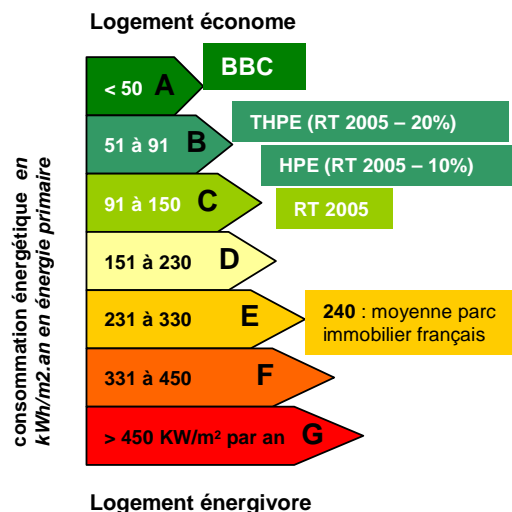 Logement économe
BBC
< 50 A
THPE (RT 2005 – 20%)
51 à 91 B
HPE (RT 2005 – 10%)
91 à 150 C
RT 2005
151 à 230 D
231 à 330 E
240 : moyenne parc
immobilier français
331 à 450 F
> 450 KW/m² par an G
Logement énergivore
consommation énergétique en
kWh/m2.an en énergie primaire